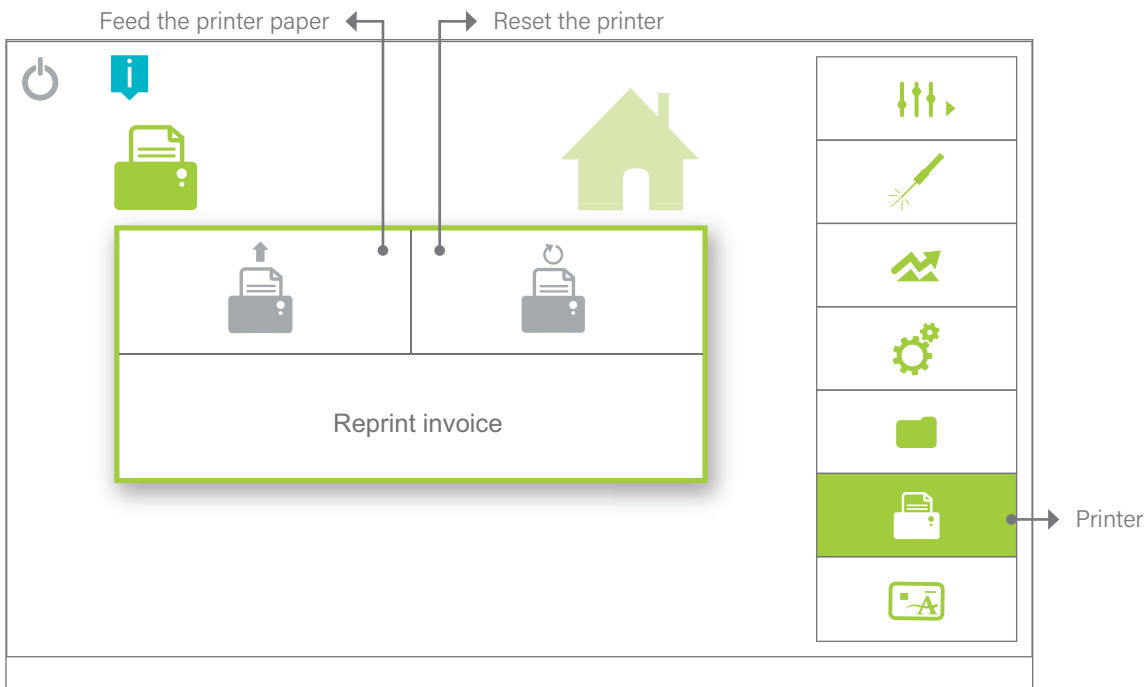 Feed the printer paper
Reset the printer
i
Reprint invoice
Printer
A